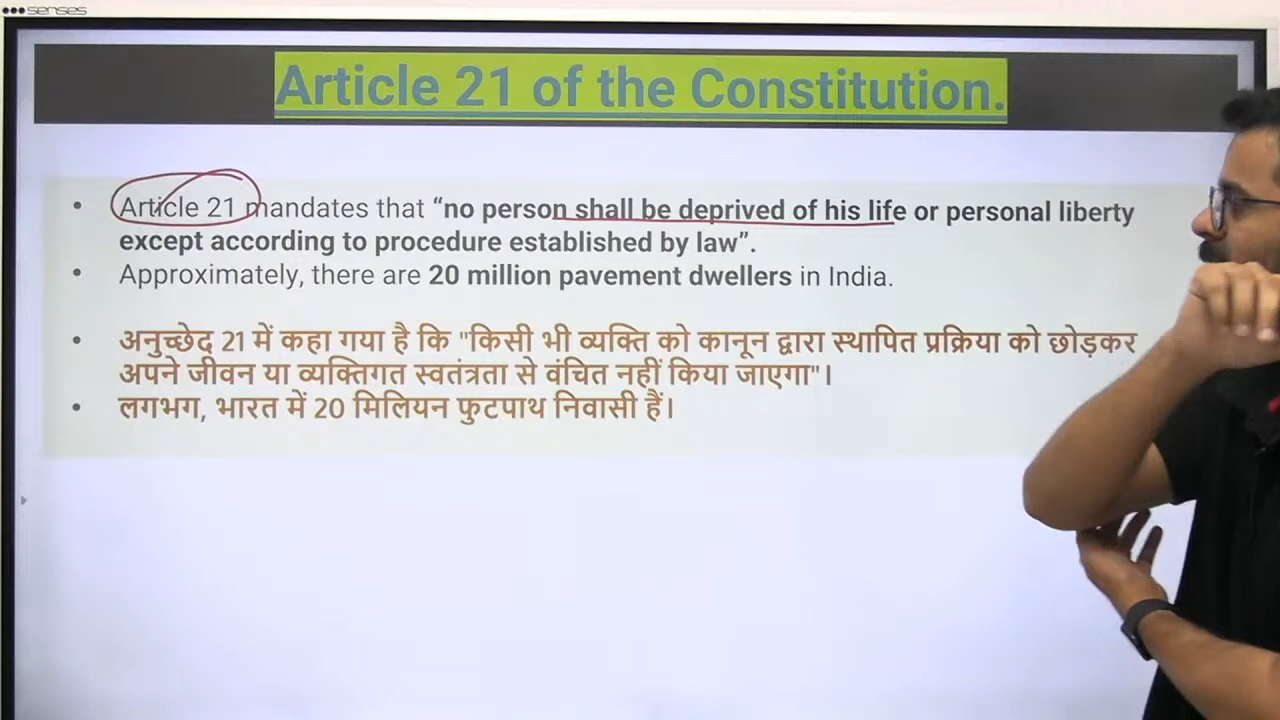 senses
Article 21 of the Constitution.
• Article 21 mandates that “no person shall be deprived of his life or personal liberty
except according to procedure established by law”.
• Approximately, there are 20 million pavement dwellers in India.
• अनुच्छेद 21 में कहा गया है कि "किसी भी व्यक्ति को कानून द्वारा स्थापित प्रक्रिया को छोड़कर
अपने जीवन या व्यक्तिगत स्वतंत्रता से वंचित नहीं किया जाएगा"।
• लगभग, भारत में 20 मिलियन फुटपाथ निवासी हैं।